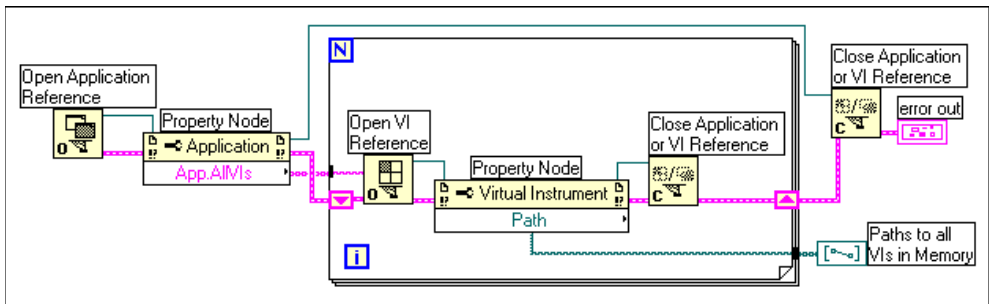 Open Application
Reference
O
Property Node
Application
App.AllVIs
N
i
Open VI
Reference
O
Property Node
Virtual Instrument
Path
Close Application
or VI Reference
C
Close Application
or VI Reference
C
error out
Paths to all
VIs in Memory